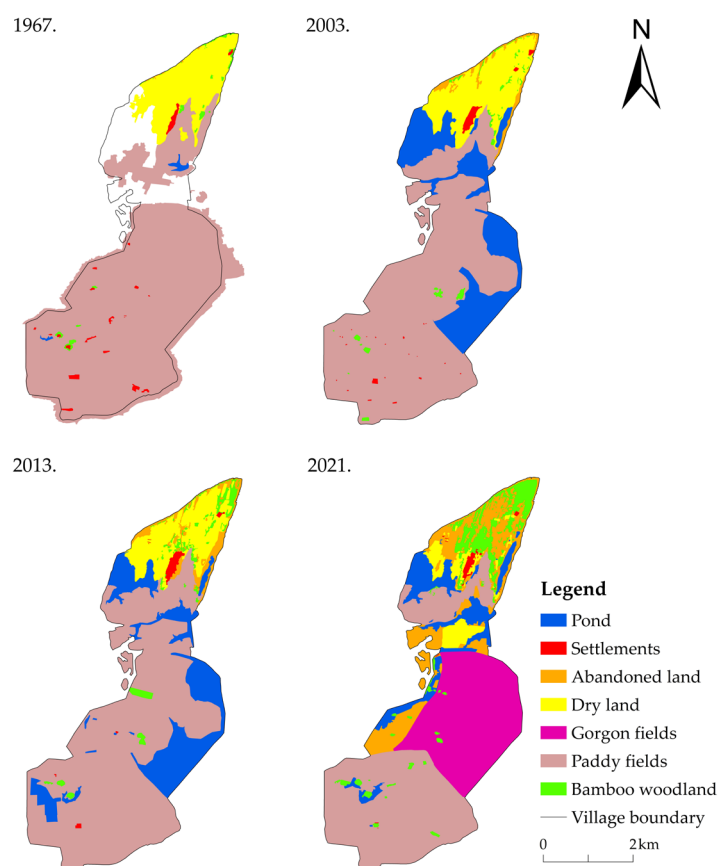 1967.
2003.
N
2013.
2021.
Legend
Pond
Settlements
Abandoned land
Dry land
Gorgon fields
Paddy fields
Bamboo woodland
Village boundary
0 2 km